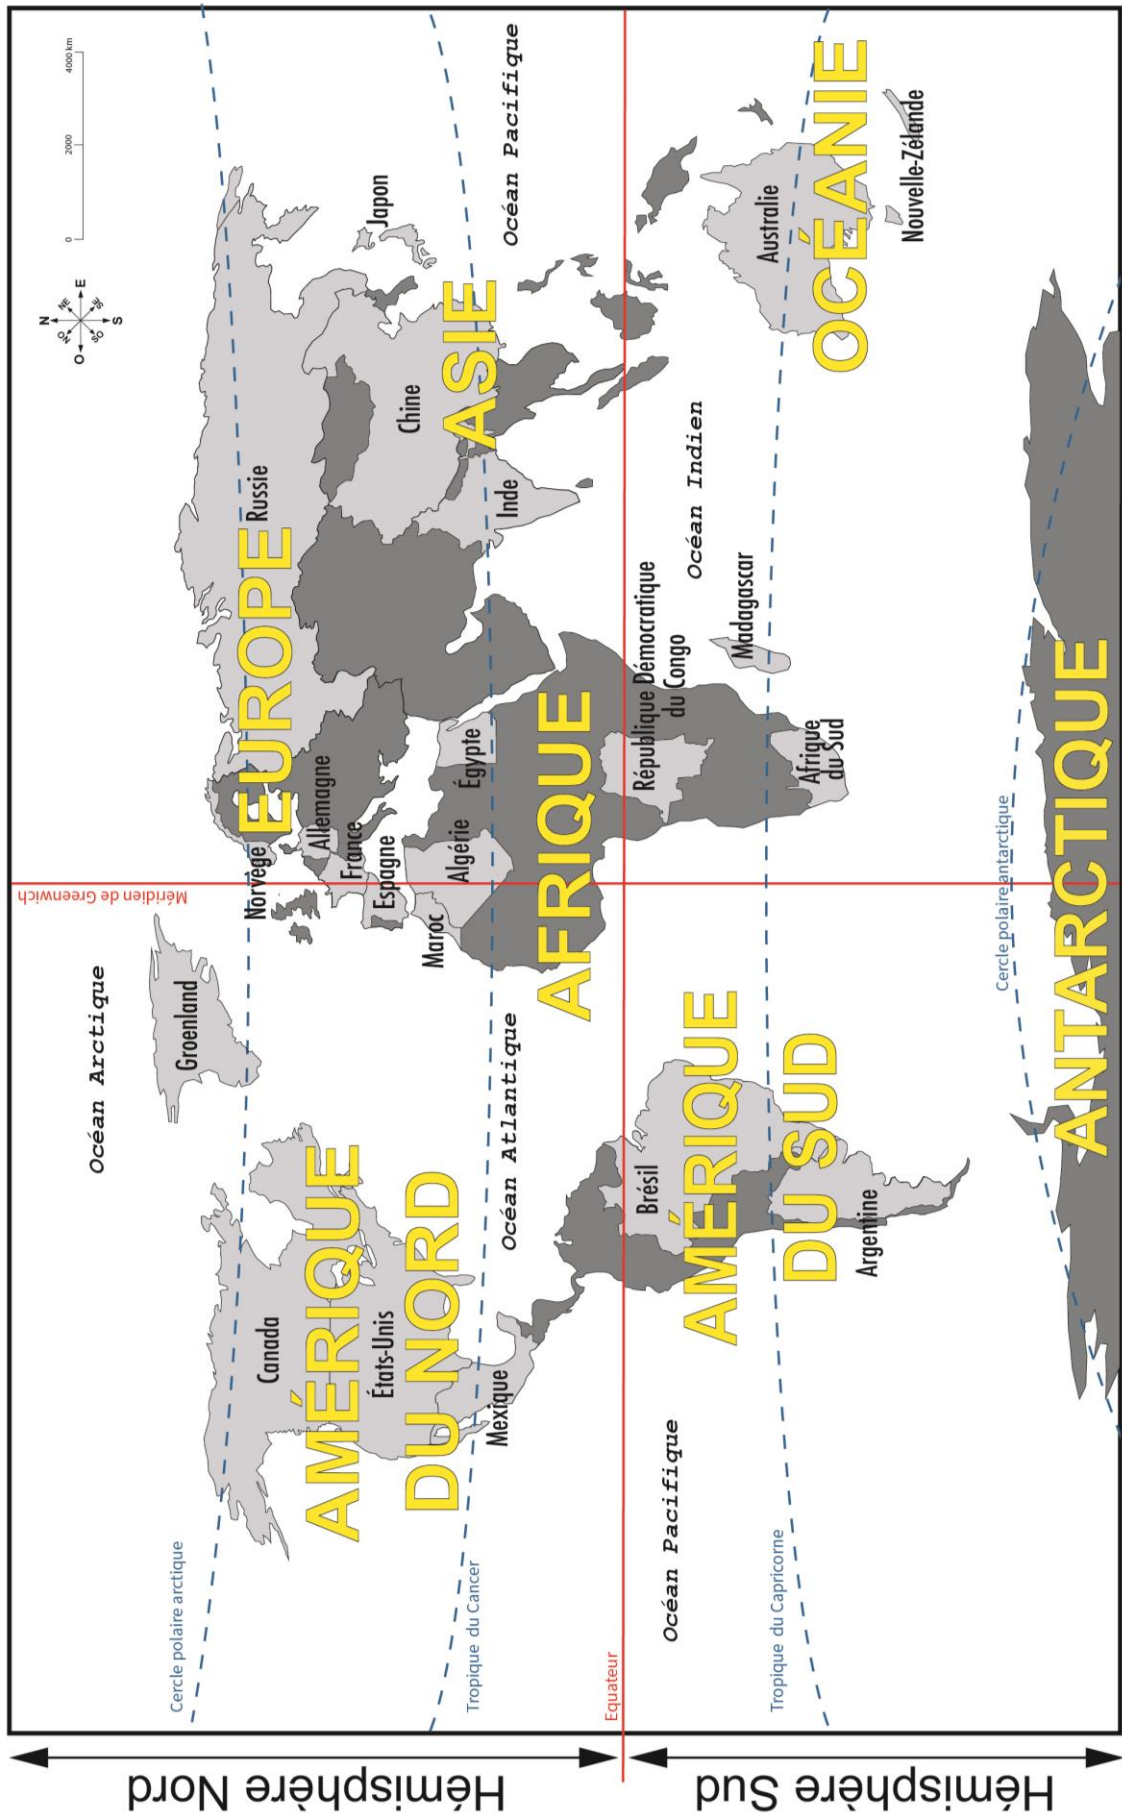 Hémisphère Nord
Hémisphère Sud
Méridien de Greenwich
Océan Arctique
N
NE
E
SE
S
SO
O
NO
0
2000
4000 km
Cercle polaire arctique
Groenland
Canada
Norvège
Russie
EUROPE
AMÉRIQUE
DU NORD
États-Unis
Allemagne
France
Espagne
Chine
Japon
Maroc
Algérie
Égypte
ASIE
Tropique du Cancer
Mexique
Océan Atlantique
Inde
Océan Pacifique
AFRIQUE
Equateur
Océan Pacifique
Brésil
République Démocratique
du Congo
Océan Indien
AMÉRIQUE
DU SUD
Madagascar
Australie
Tropique du Capricorne
Afrique
du Sud
OCÉANIE
Argentine
Nouvelle-Zélande
Cercle polaire antarctique
ANTARCTIQUE